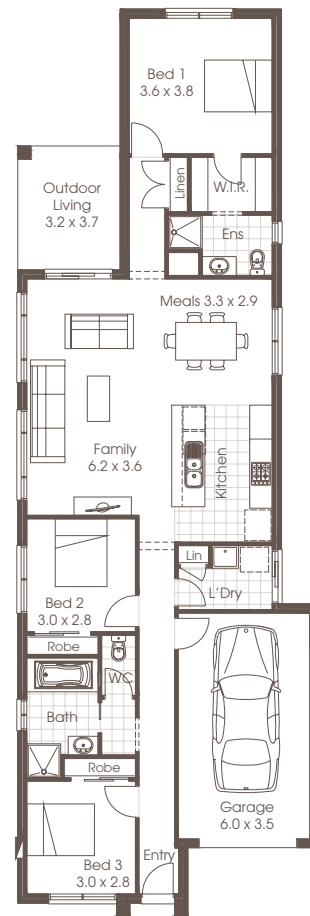 Bed 1
3.6 x 3.8
Linen
W.I.R.
Outdoor
Living
3.2 x 3.7
Ens
Meals 3.3 x 2.9
Family
6.2 x 3.6
Kitchen
Lin
L'Dry
Bed 2
3.0 x 2.8
Robe
WC
Bath
Robe
Garage
6.0 x 3.5
Bed 3
3.0 x 2.8
Entry